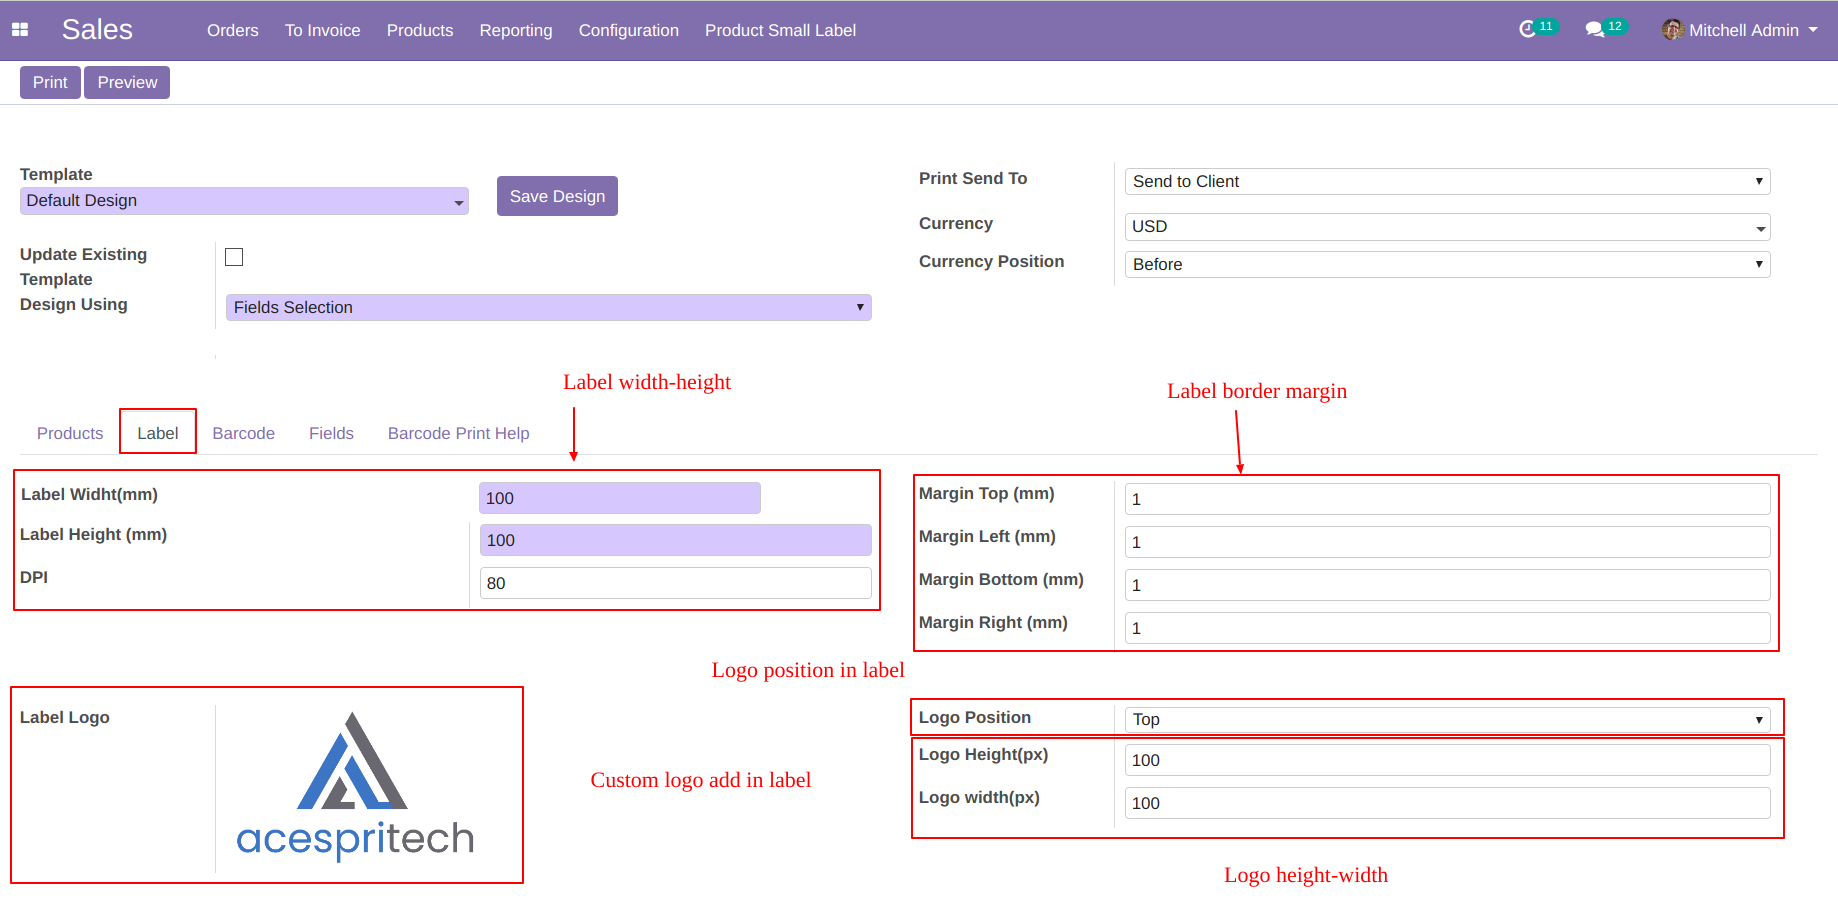 Sales
Orders
To Invoice
Products
Reporting
Configuration
Product Small Label
11
12
Mitchell Admin
Print
Preview
Template
Default Design
Save Design
Update Existing
Template
Design Using
Fields Selection
Print Send To
Send to Client
Currency
USD
Currency Position
Before
Label width-height
Label border margin
Products
Label
Barcode
Fields
Barcode Print Help
Label Widht(mm)
100
Label Height (mm)
100
DPI
80
Margin Top (mm)
1
Margin Left (mm)
1
Margin Bottom (mm)
1
Margin Right (mm)
1
Logo position in label
Label Logo
acespritech
Custom logo add in label
Logo Position
Top
Logo Height(px)
100
Logo width(px)
100
Logo height-width